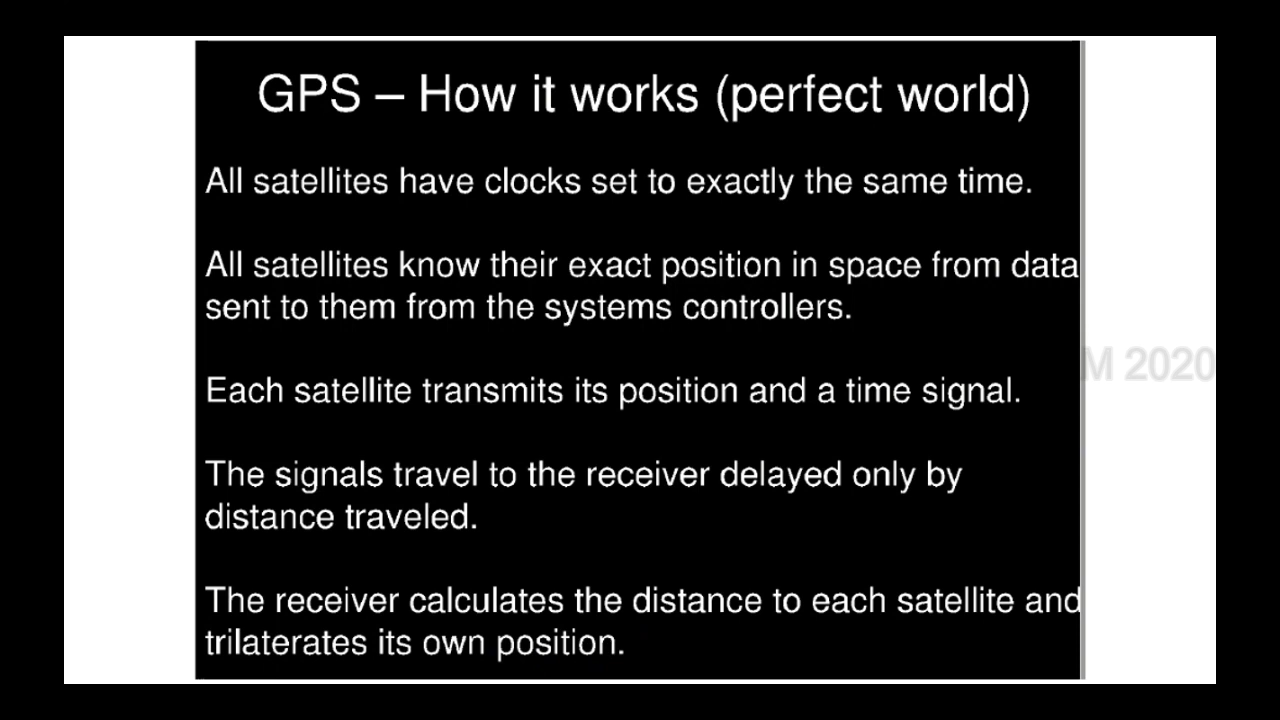 GPS – How it works (perfect world)
All satellites have clocks set to exactly the same time.
All satellites know their exact position in space from data
sent to them from the systems controllers.
M 2020
Each satellite transmits its position and a time signal.
The signals travel to the receiver delayed only by
distance traveled.
The receiver calculates the distance to each satellite and
trilaterates its own position.